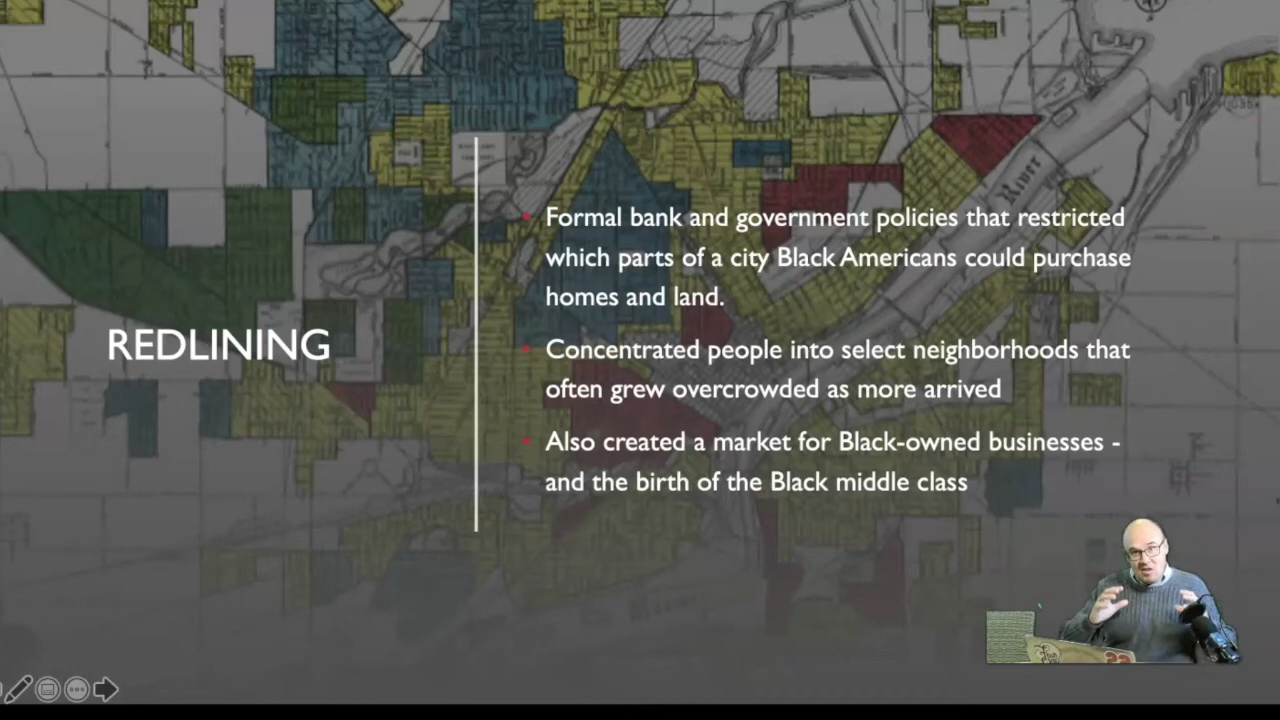 River
REDLINING
Formal bank and government policies that restricted
which parts of a city Black Americans could purchase
homes and land.
Concentrated people into select neighborhoods that
often grew overcrowded as more arrived
Also created a market for Black-owned businesses -
and the birth of the Black middle class